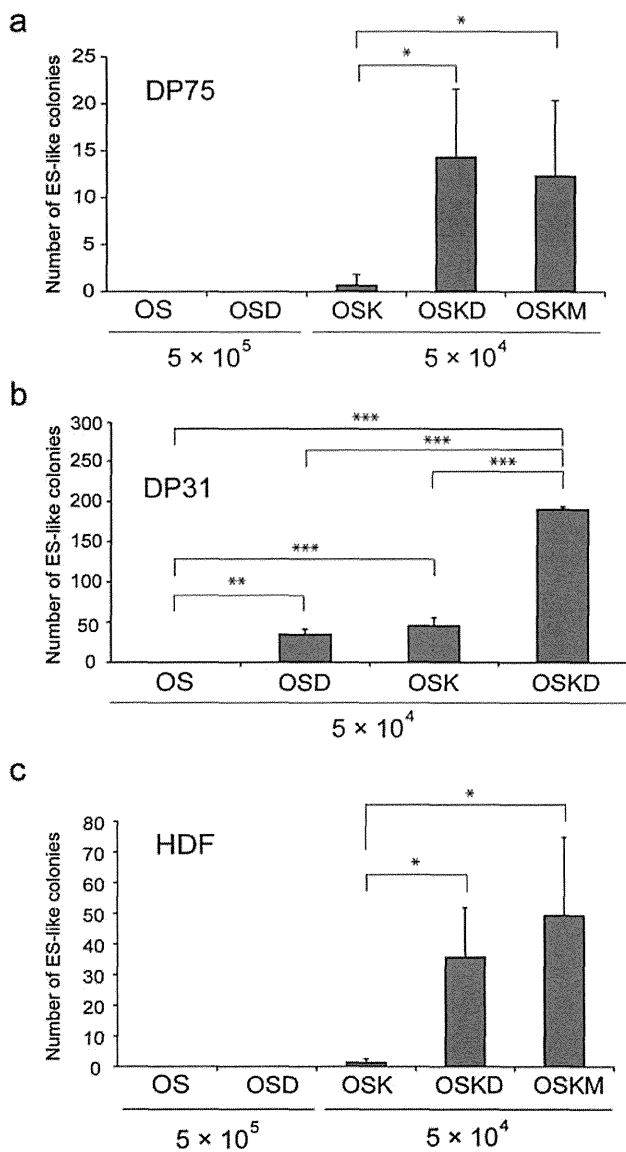 a
* 
*
DP75
Number of ES-like colonies
25
20
15
10
5
0
OS OSD OSK OSKD OSKM
5 × 10⁵ 5 × 10⁴
b
***
***
***
***
**
DP31
Number of ES-like colonies
300
250
200
150
100
50
0
OS OSD OSK OSKD
5 × 10⁴
c
*
*
HDF
Number of ES-like colonies
80
70
60
50
40
30
20
10
0
OS OSD OSK OSKD OSKM
5 × 10⁵ 5 × 10⁴